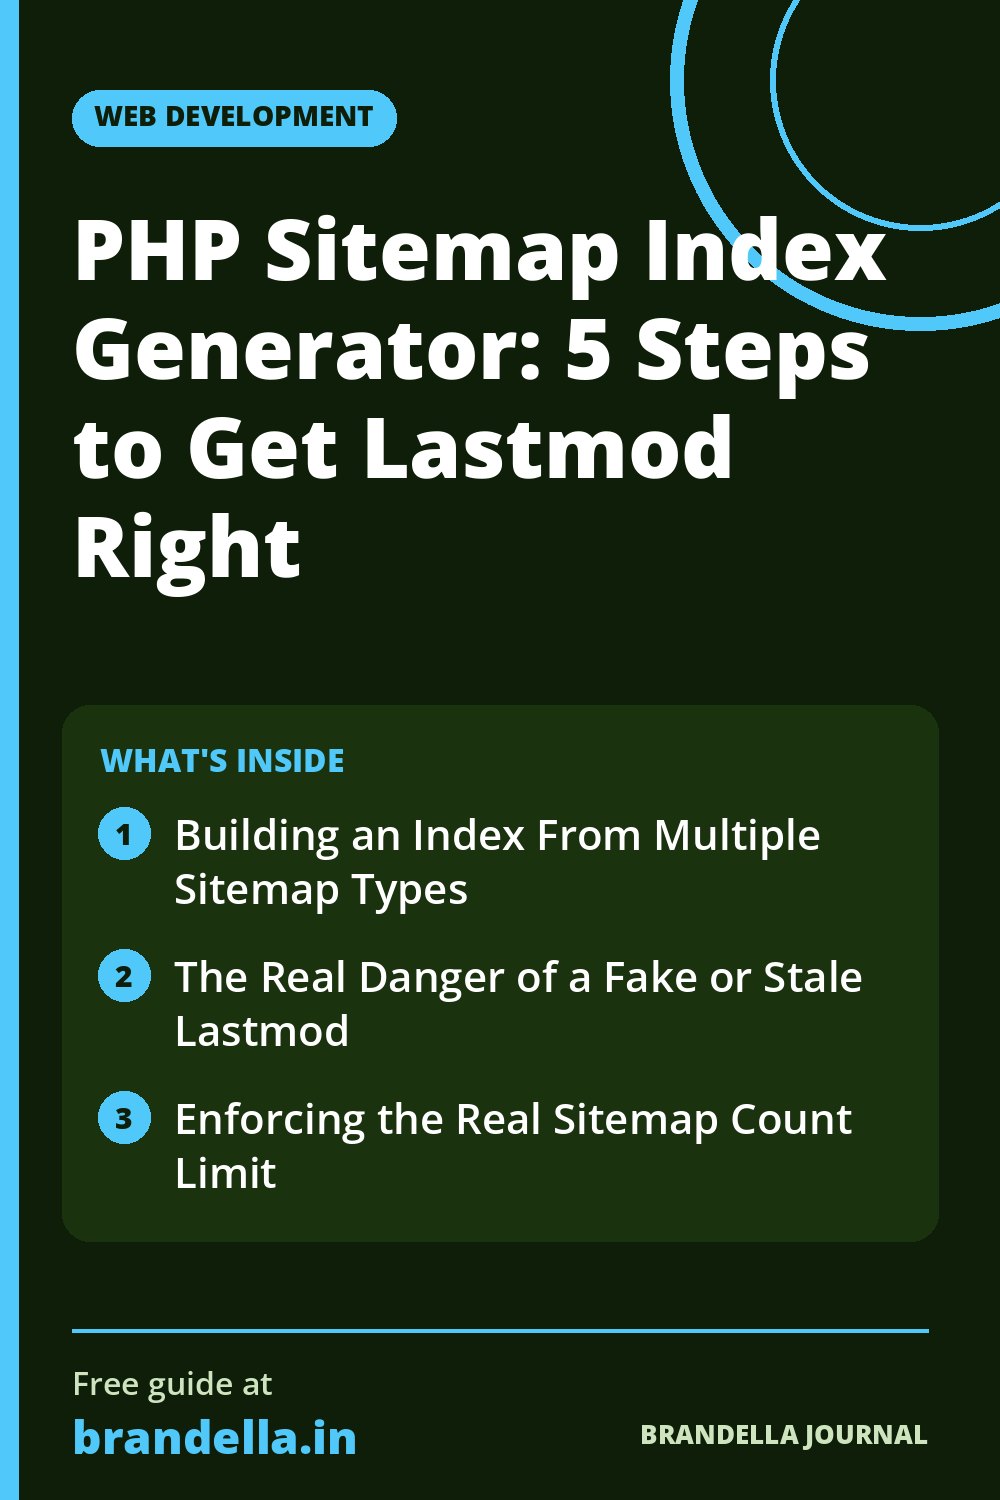 WEB DEVELOPMENT
PHP Sitemap Index
Generator: 5 Steps
to Get Lastmod
Right
WHAT'S INSIDE
1 Building an Index From Multiple
Sitemap Types
2 The Real Danger of a Fake or Stale
Lastmod
3 Enforcing the Real Sitemap Count
Limit
Free guide at
brandella.in
BRANDELLA JOURNAL